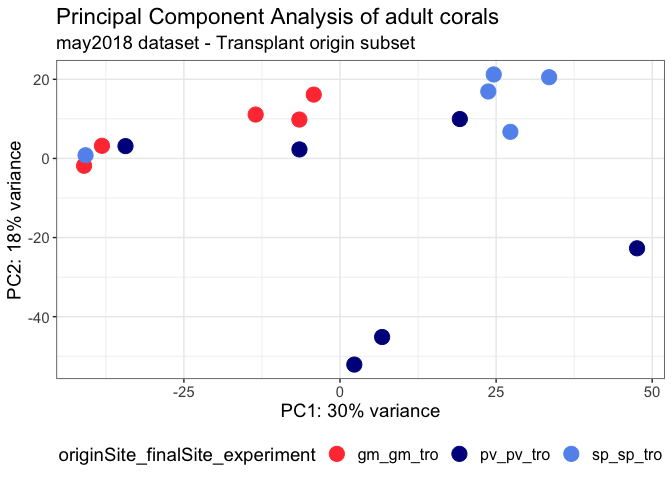 Principal Component Analysis of adult corals
may2018 dataset - Transplant origin subset
PC2: 18% variance
20
0
-20
-40
-25
0
25
50
PC1: 30% variance
originSite_finalSite_experiment gm_gm_tro pv_pv_tro sp_sp_tro